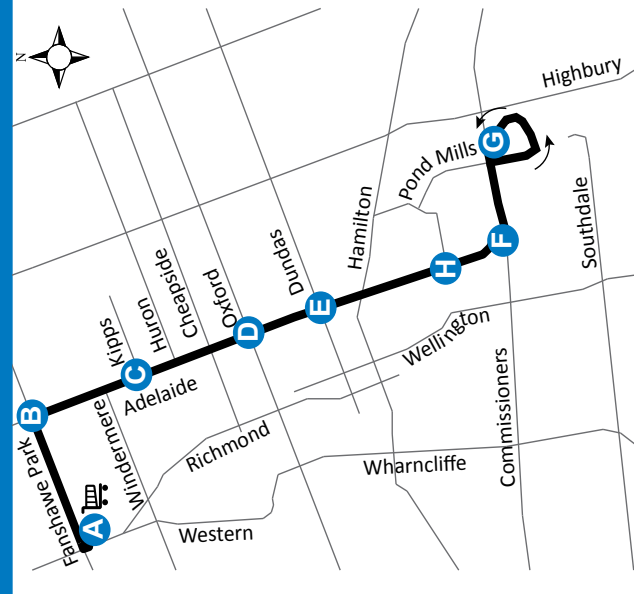 N
Highbury
Pond Mills
G
Hamilton
Southdale
F
H
Dundas
E
Oxford
Cheapside
Huron
Kipps
D
C
Adelaide
Wellington
B
Windermere
Richmond
Commissioners
Wharncliffe
Fanshawe Park
A
Western